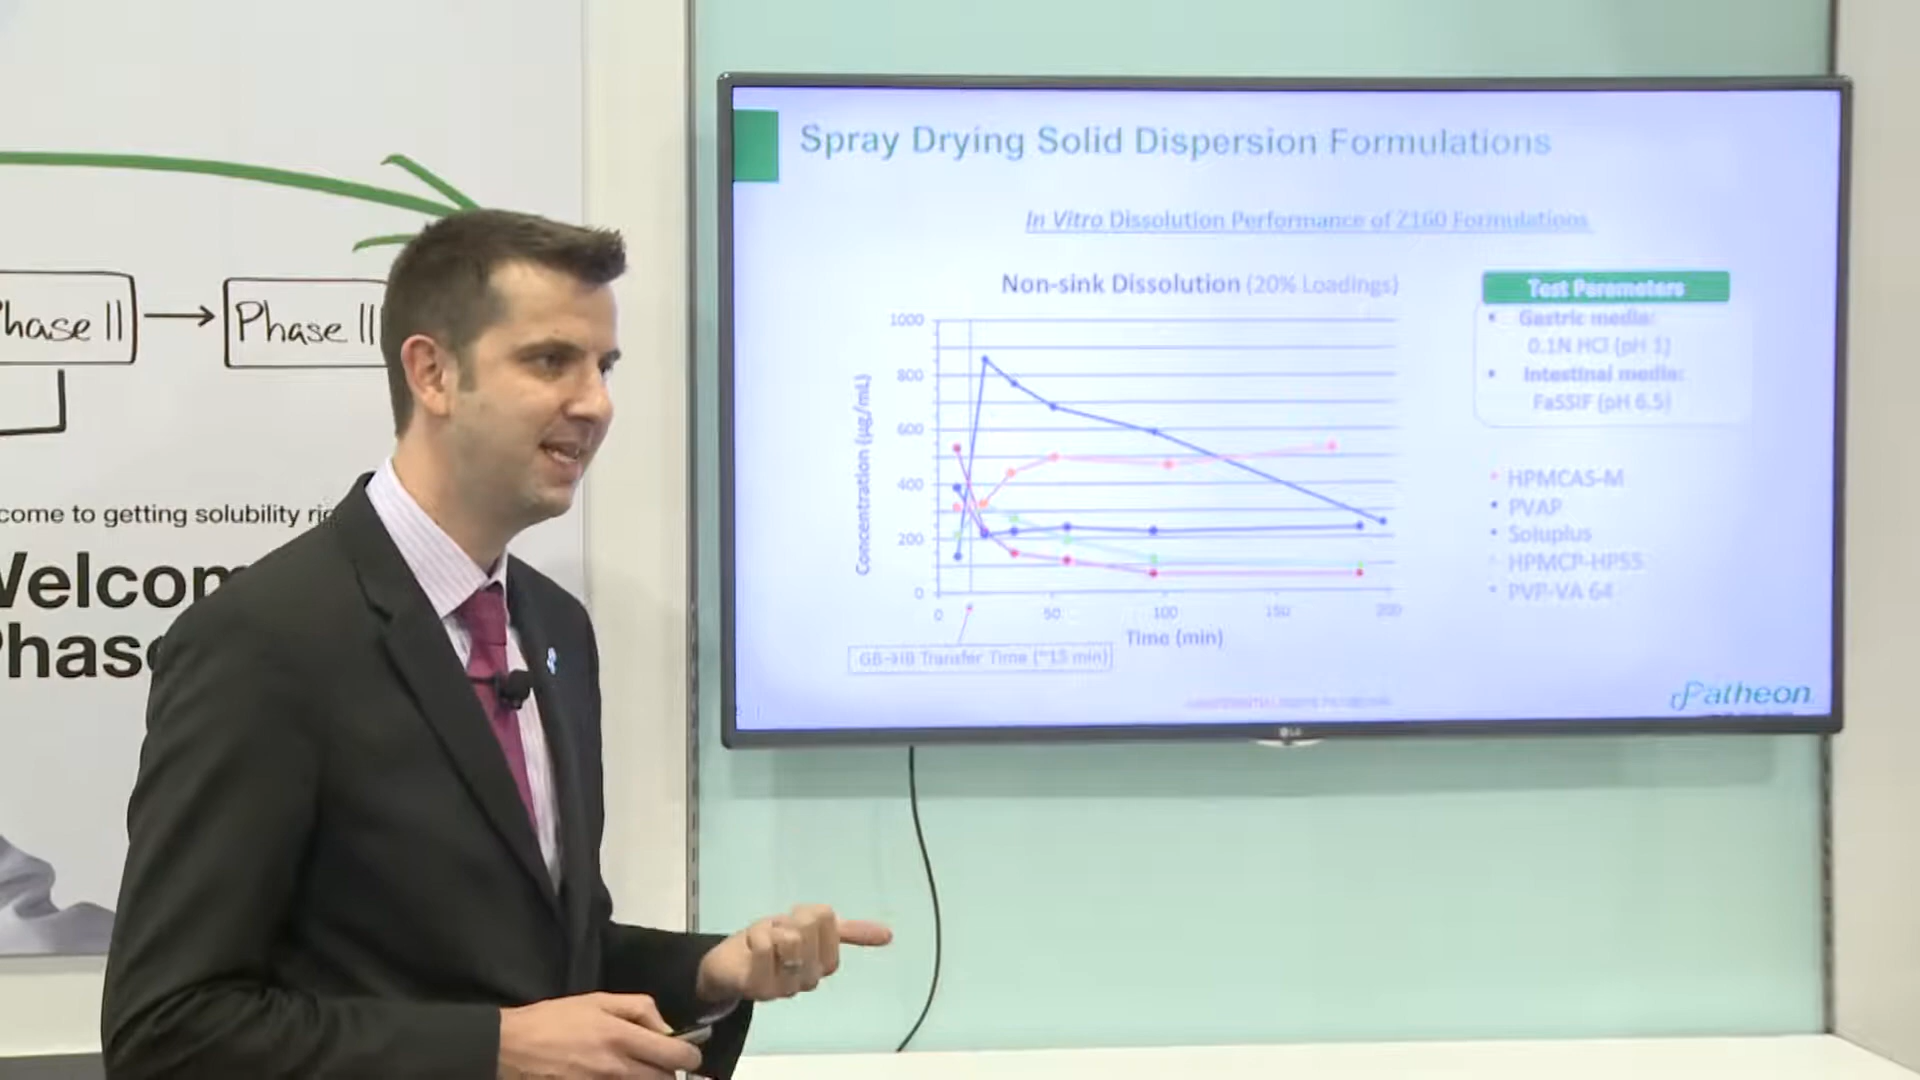 Phase II
Phase II
come to getting solubility
Welcom
Phase
Spray Drying Solid Dispersion Formulations
In Vitro Dissolution Performance of Z160 Formulations
Non-sink Dissolution (20% Loadings)
Concentration (µg/mL)
1000
800
600
400
200
0
0
50
100
150
200
Time (min)
GB-HB Transfer Time (~15 min)
Test Parameters
• Gastric media:
0.1N HCl (pH 1)
• Intestinal media:
FaSSIF (pH 6.5)
• HPMCAS-M
• PVAP
• Soluplus
• HPMCP-HP55
• PVP-VA 64
Patheon
LG